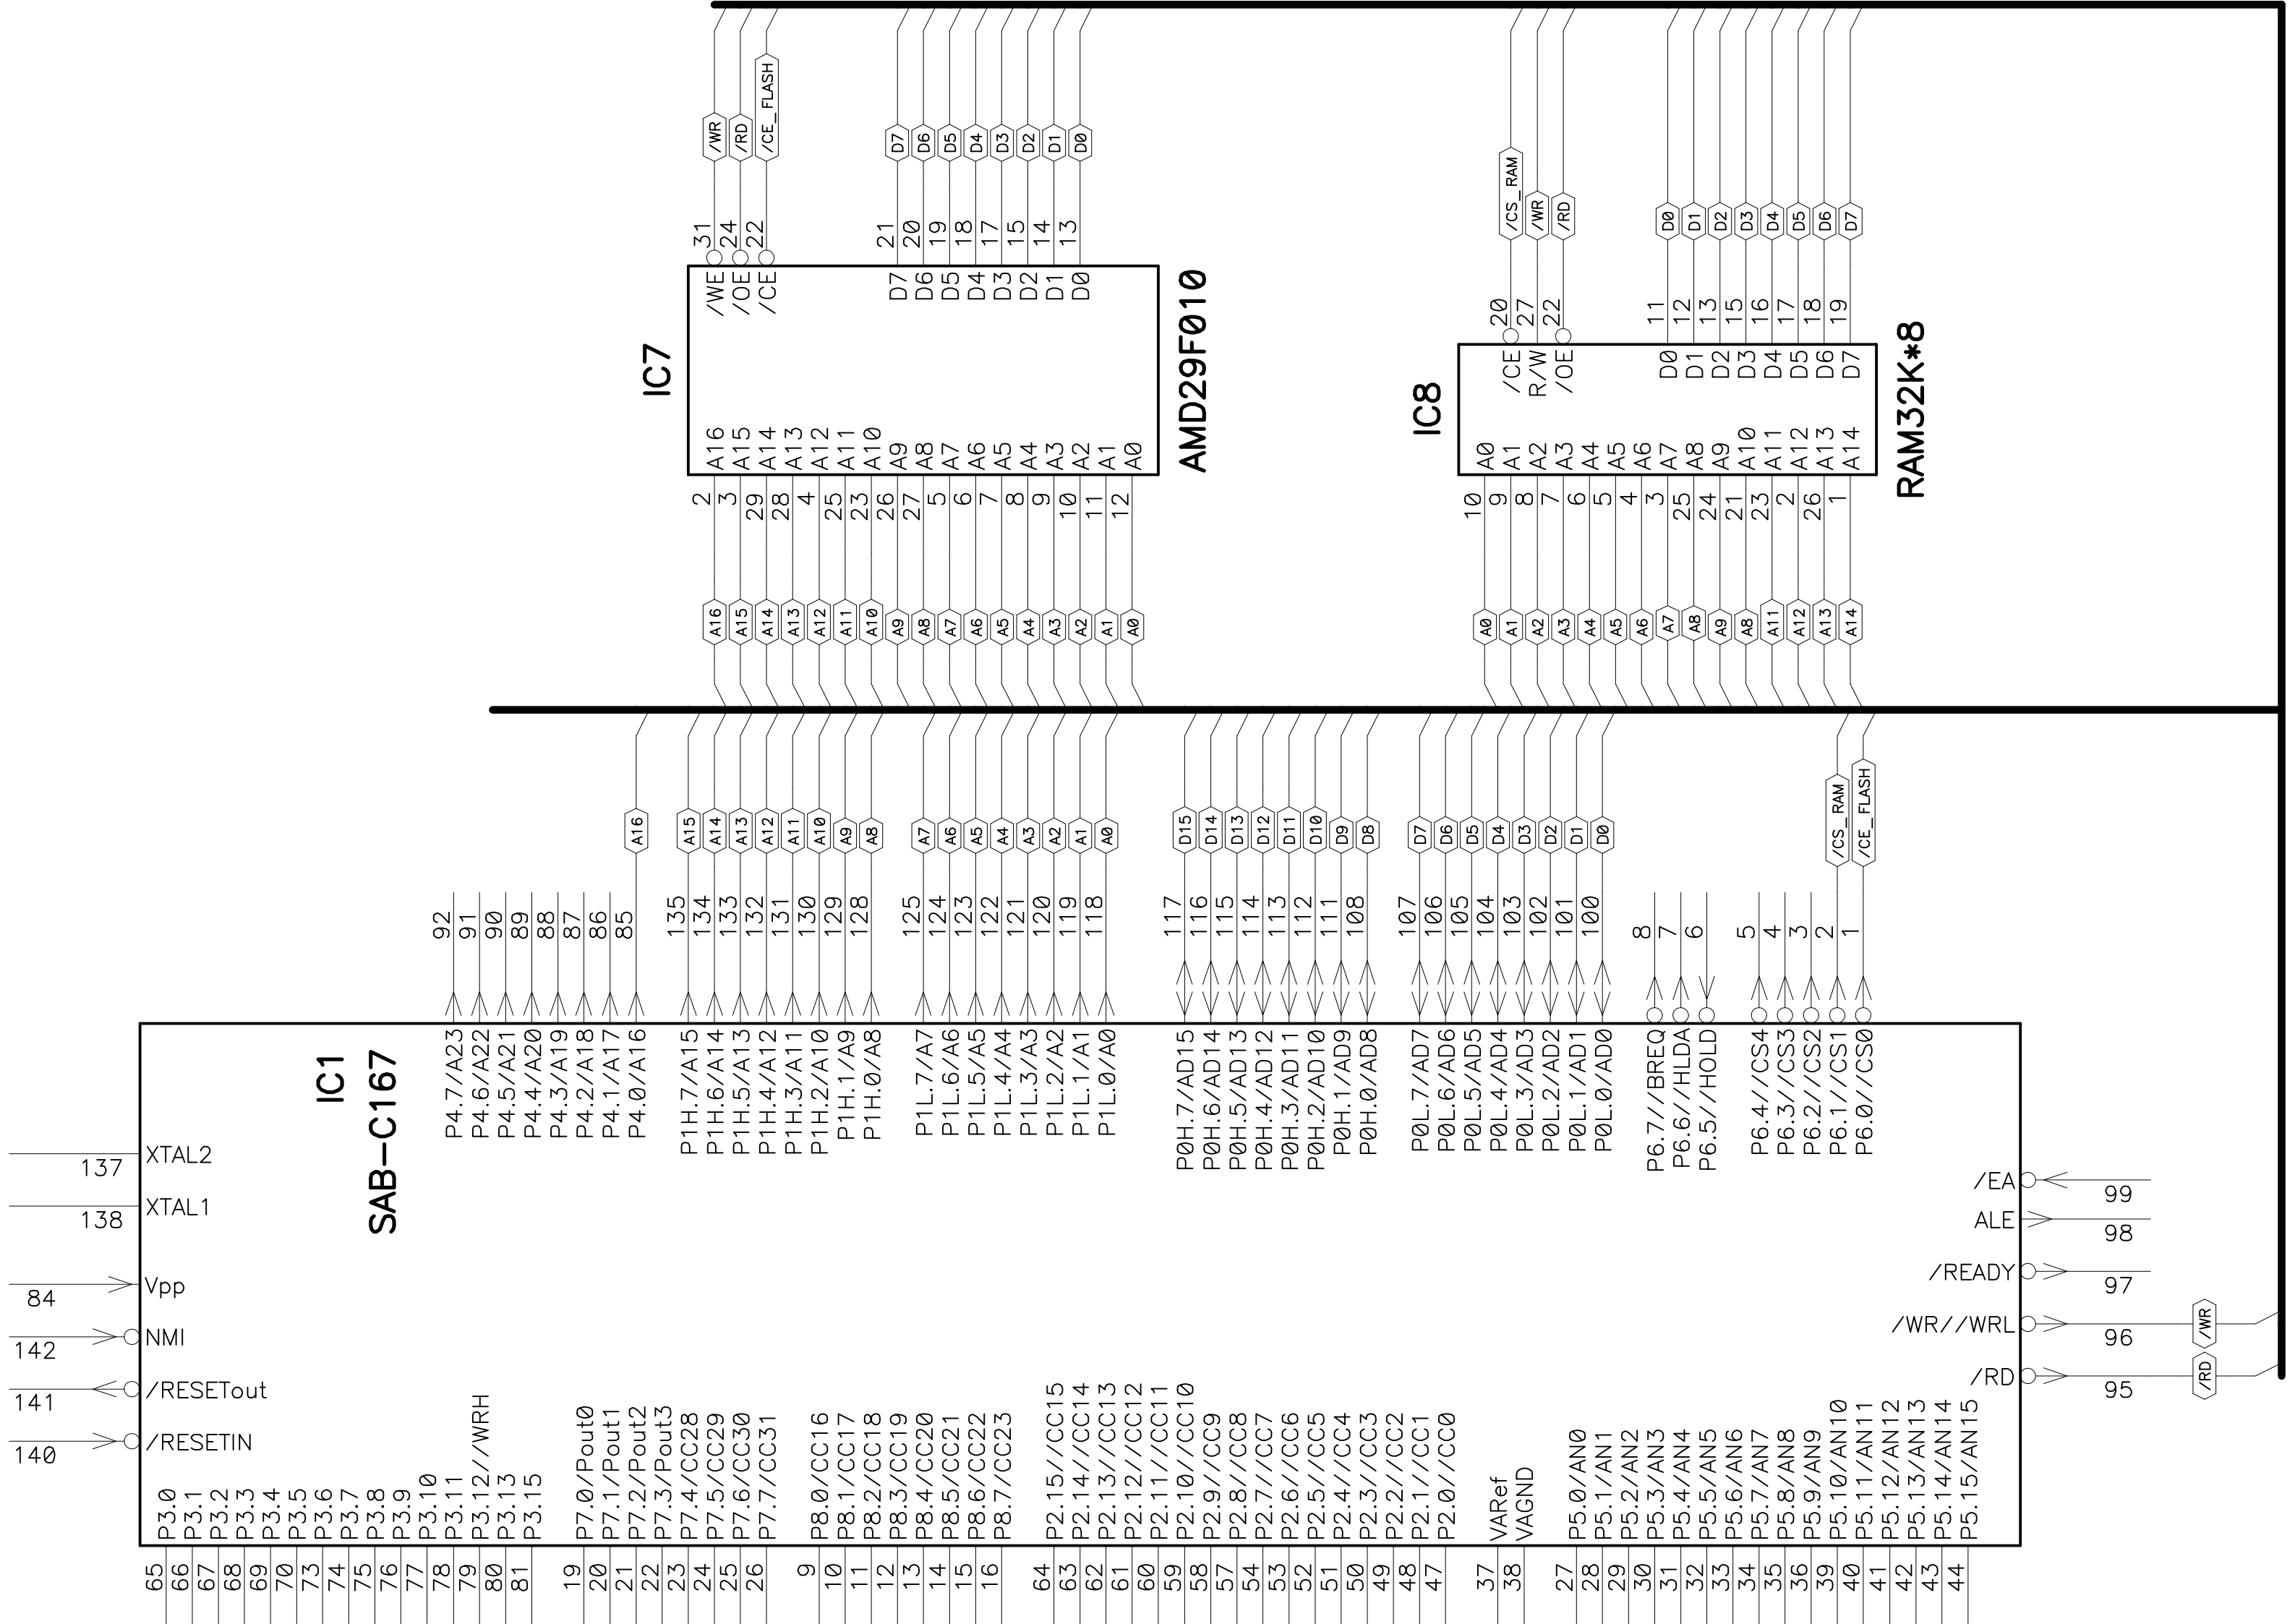 /WR
/RD
/CE_FLASH
D7
D6
D5
D4
D3
D2
D1
D0
31
24
22
21
20
19
18
17
15
14
13
/WE
/OE
/CE
D7
D6
D5
D4
D3
D2
D1
D0
IC7
AMD29F010
A16
A15
A14
A13
A12
A11
A10
A9
A8
A7
A6
A5
A4
A3
A2
A1
A0
2
3
29
28
4
25
23
26
27
5
6
7
8
9
10
11
12
A16
A15
A14
A13
A12
A11
A10
A9
A8
A7
A6
A5
A4
A3
A2
A1
A0
/CS_RAM
/WR
/RD
D0
D1
D2
D3
D4
D5
D6
D7
20
27
22
11
12
13
15
16
17
18
19
/CE
R/W
/OE
D0
D1
D2
D3
D4
D5
D6
D7
IC8
RAM32K*8
A0
A1
A2
A3
A4
A5
A6
A7
A8
A9
A10
A11
A12
A13
A14
10
9
8
7
6
5
4
3
25
24
21
23
2
26
1
A0
A1
A2
A3
A4
A5
A6
A7
A8
A9
A8
A11
A12
A13
A14
A16
A15
A14
A13
A12
A11
A10
A9
A8
A7
A6
A5
A4
A3
A2
A1
A0
D15
D14
D13
D12
D11
D10
D9
D8
D7
D6
D5
D4
D3
D2
D1
D0
/CS_RAM
/CE_FLASH
92
91
90
89
88
87
86
85
135
134
133
132
131
130
129
128
125
124
123
122
121
120
119
118
117
116
115
114
113
112
111
108
107
106
105
104
103
102
101
100
8
7
6
5
4
3
2
1
P4.7/A23
P4.6/A22
P4.5/A21
P4.4/A20
P4.3/A19
P4.2/A18
P4.1/A17
P4.0/A16
P1H.7/A15
P1H.6/A14
P1H.5/A13
P1H.4/A12
P1H.3/A11
P1H.2/A10
P1H.1/A9
P1H.0/A8
P1L.7/A7
P1L.6/A6
P1L.5/A5
P1L.4/A4
P1L.3/A3
P1L.2/A2
P1L.1/A1
P1L.0/A0
P0H.7/AD15
P0H.6/AD14
P0H.5/AD13
P0H.4/AD12
P0H.3/AD11
P0H.2/AD10
P0H.1/AD9
P0H.0/AD8
P0L.7/AD7
P0L.6/AD6
P0L.5/AD5
P0L.4/AD4
P0L.3/AD3
P0L.2/AD2
P0L.1/AD1
P0L.0/AD0
P6.7//BREQ
P6.6//HLDA
P6.5//HOLD
P6.4//CS4
P6.3//CS3
P6.2//CS2
P6.1//CS1
P6.0//CS0
IC1
SAB-C167
XTAL2
137
XTAL1
138
Vpp
84
NMI
142
/RESETout
141
/RESETIN
140
/EA
99
ALE
98
/READY
97
/WR//WRL
96
/WR
/RD
95
/RD
P3.0
P3.1
P3.2
P3.3
P3.4
P3.5
P3.6
P3.7
P3.8
P3.9
P3.10
P3.11
P3.12//WRH
P3.13
P3.15
P7.0/Pout0
P7.1/Pout1
P7.2/Pout2
P7.3/Pout3
P7.4/CC28
P7.5/CC29
P7.6/CC30
P7.7/CC31
P8.0/CC16
P8.1/CC17
P8.2/CC18
P8.3/CC19
P8.4/CC20
P8.5/CC21
P8.6/CC22
P8.7/CC23
P2.15//CC15
P2.14//CC14
P2.13//CC13
P2.12//CC12
P2.11//CC11
P2.10//CC10
P2.9//CC9
P2.8//CC8
P2.7//CC7
P2.6//CC6
P2.5//CC5
P2.4//CC4
P2.3//CC3
P2.2//CC2
P2.1//CC1
P2.0//CC0
VARef
VAGND
P5.0/AN0
P5.1/AN1
P5.2/AN2
P5.3/AN3
P5.4/AN4
P5.5/AN5
P5.6/AN6
P5.7/AN7
P5.8/AN8
P5.9/AN9
P5.10/AN10
P5.11/AN11
P5.12/AN12
P5.13/AN13
P5.14/AN14
P5.15/AN15
65
66
67
68
69
70
73
74
75
76
77
78
79
80
81
19
20
21
22
23
24
25
26
9
10
11
12
13
14
15
16
64
63
62
61
60
59
58
57
54
53
52
51
50
49
48
47
37
38
27
28
29
30
31
32
33
34
35
36
39
40
41
42
43
44